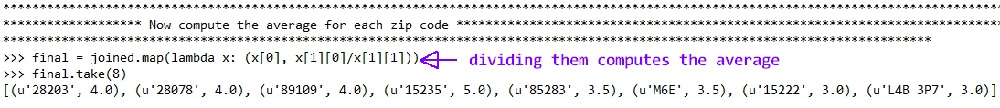 ****************************************************************************************************************************************************************
******************* Now compute the average for each zip code ****************************************************************************************
*****************************************************************************************************************************************************
>>> final = joined.map(lambda x: (x[0], x[1][0]/x[1][1])) dividing them computes the average
>>> final.take(8)
[(u'28203', 4.0), (u'28078', 4.0), (u'89109', 4.0), (u'15235', 5.0), (u'85283', 3.5), (u'M6E', 3.5), (u'15222', 3.0), (u'L4B 3P7', 3.0)]